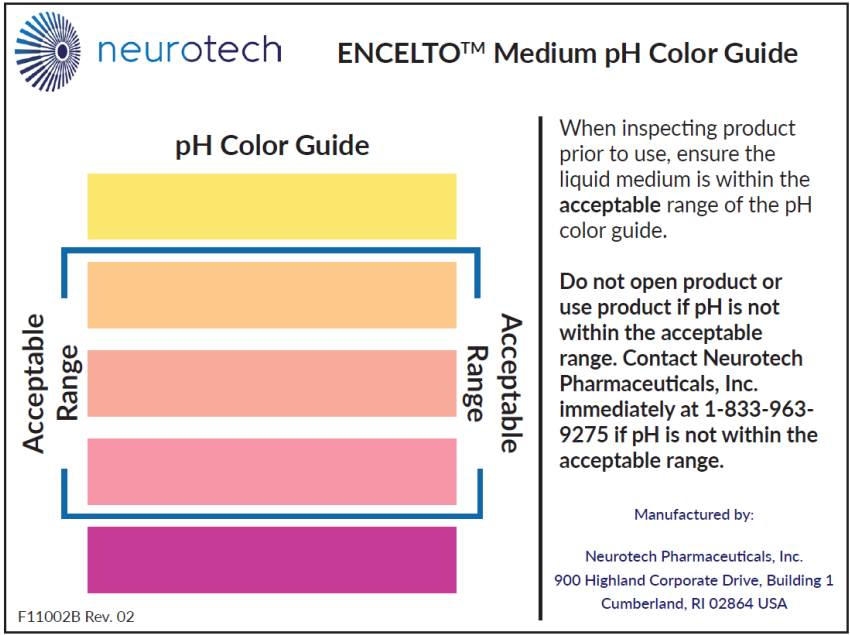 neurotech
ENCELTO™ Medium pH Color Guide
pH Color Guide
Acceptable
Range
Range
Acceptable
When inspecting product
prior to use, ensure the
liquid medium is within the
acceptable range of the pH
color guide.
Do not open product or
use product if pH is not
within the acceptable
range. Contact Neurotech
Pharmaceuticals, Inc.
immediately at 1-833-963-
9275 if pH is not within the
acceptable range.
Manufactured by:
Neurotech Pharmaceuticals, Inc.
900 Highland Corporate Drive, Building 1
Cumberland, RI 02864 USA
F11002B Rev. 02